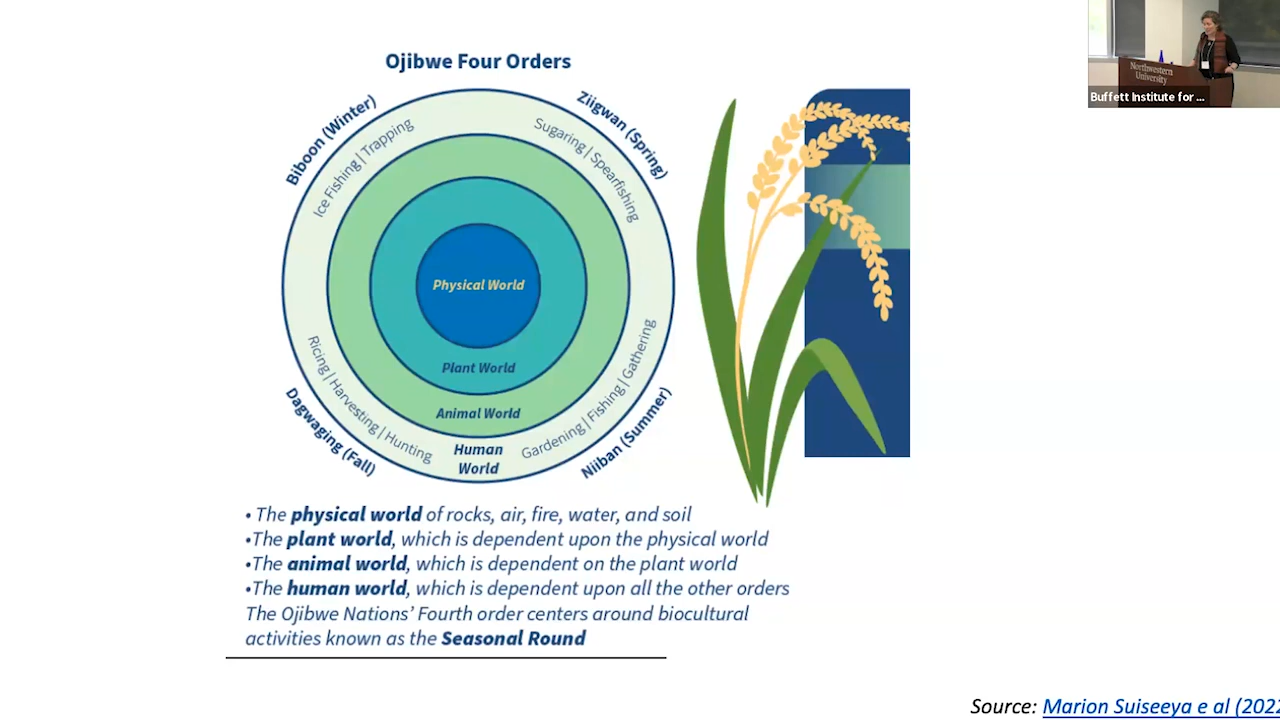 Ojibwe Four Orders
Biboon (Winter)
Ice Fishing | Trapping
Ziigwan (Spring)
Sugaring | Spearfishing
Physical World
Plant World
Animal World
Human
World
Dagwaging (Fall)
Ricing | Harvesting | Hunting
Niiban (Summer)
Gardening | Fishing | Gathering
• The physical world of rocks, air, fire, water, and soil
•The plant world, which is dependent upon the physical world
•The animal world, which is dependent on the plant world
•The human world, which is dependent upon all the other orders
The Ojibwe Nations’ Fourth order centers around biocultural
activities known as the Seasonal Round
Northwestern
University
Buffett Institute for ...
Source: Marion Suiseeya e al (2022